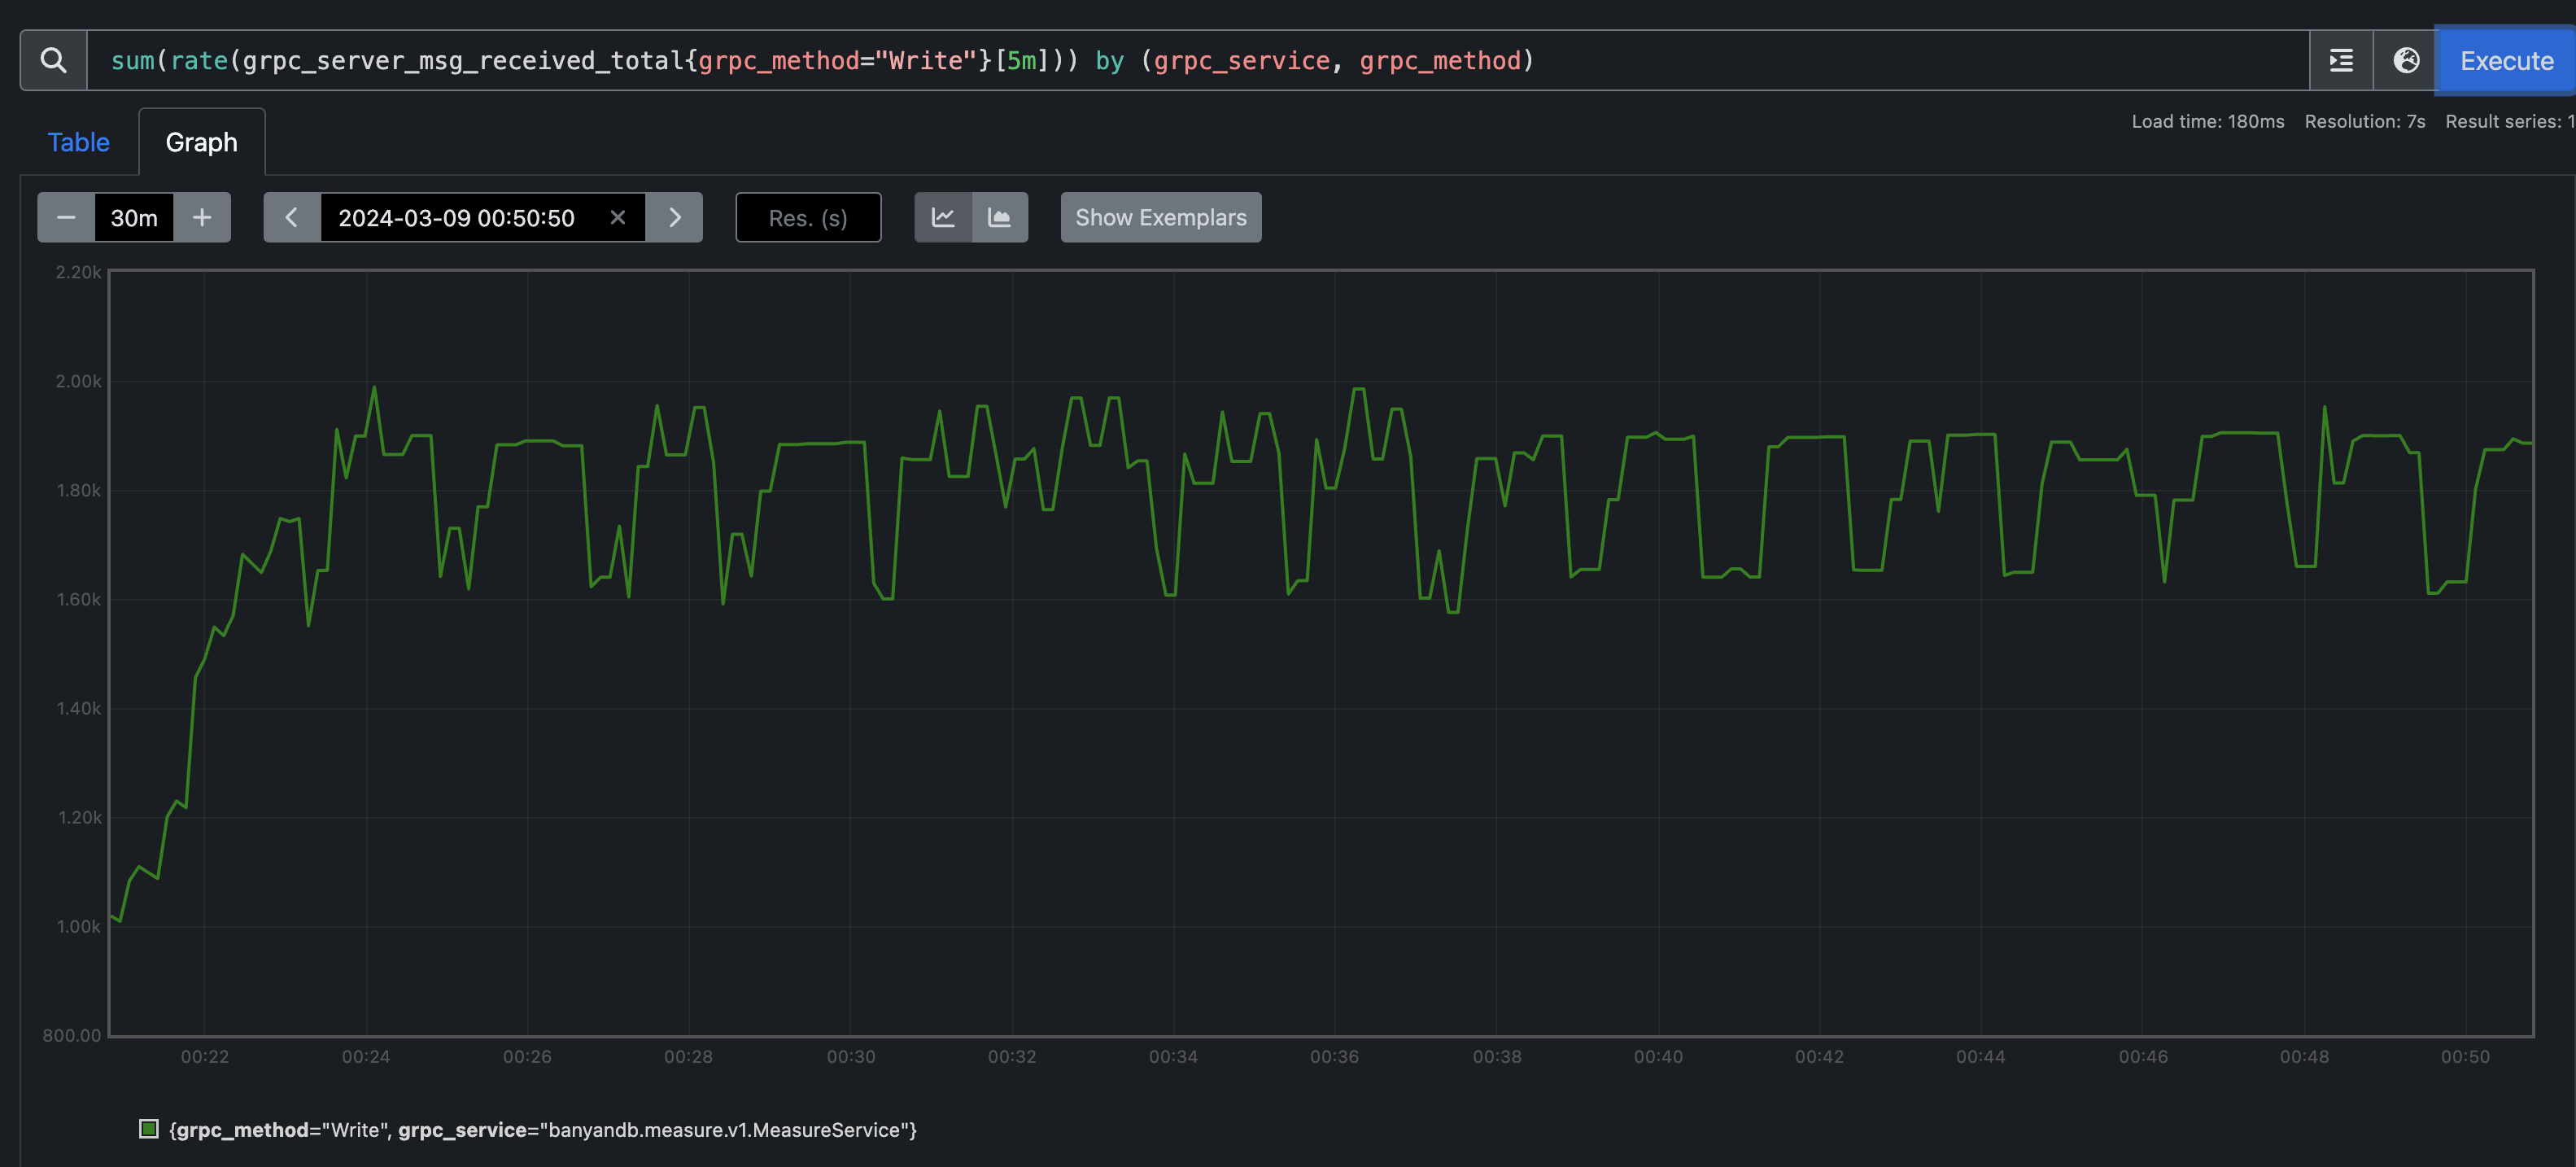 sum(rate(grpc_server_msg_received_total{grpc_method="Write"}[5m])) by (grpc_service, grpc_method)
Execute
Table
Graph
Load time: 180ms Resolution: 7s Result series: 1
30m
2024-03-09 00:50:50
Res. (s)
Show Exemplars
2.20k
2.00k
1.80k
1.60k
1.40k
1.20k
1.00k
800.00
00:22 00:24 00:26 00:28 00:30 00:32 00:34 00:36 00:38 00:40 00:42 00:44 00:46 00:48 00:50
{grpc_method="Write", grpc_service="banyandb.measure.v1.MeasureService"}